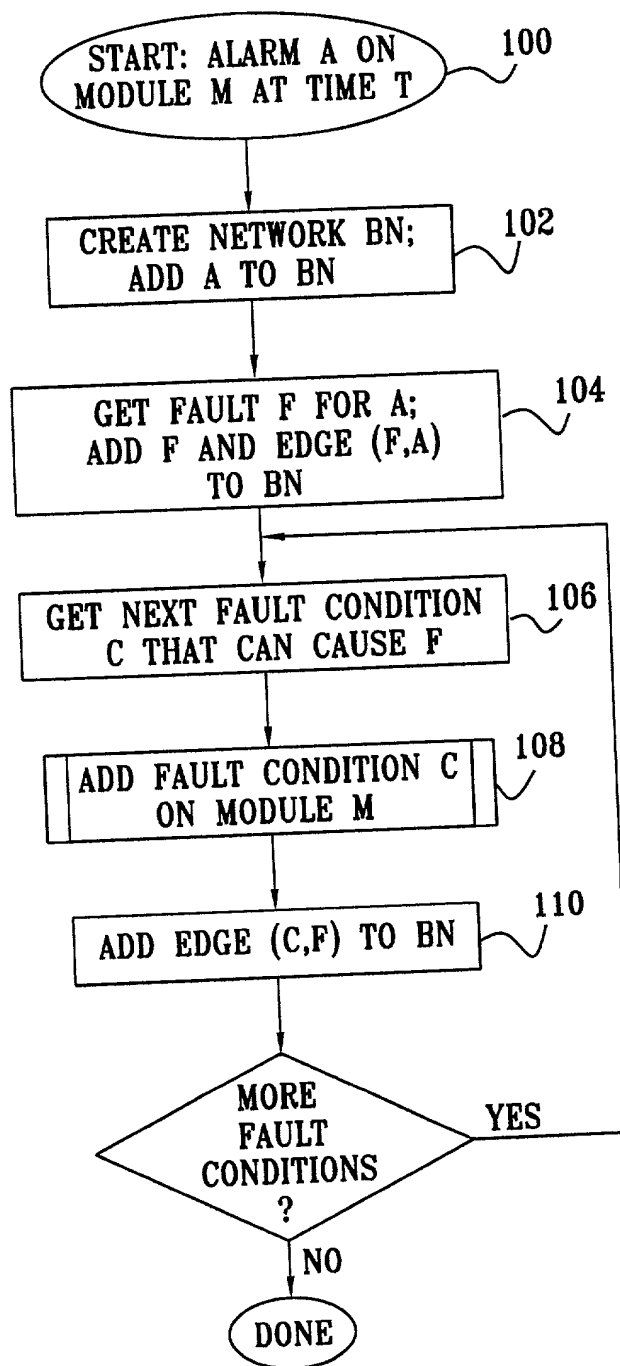 START: ALARM A ON
MODULE M AT TIME T
100
CREATE NETWORK BN;
ADD A TO BN
102
GET FAULT F FOR A;
ADD F AND EDGE (F,A)
TO BN
104
GET NEXT FAULT CONDITION
C THAT CAN CAUSE F
106
ADD FAULT CONDITION C
ON MODULE M
108
ADD EDGE (C,F) TO BN
110
MORE
FAULT
CONDITIONS
?
YES
NO
DONE